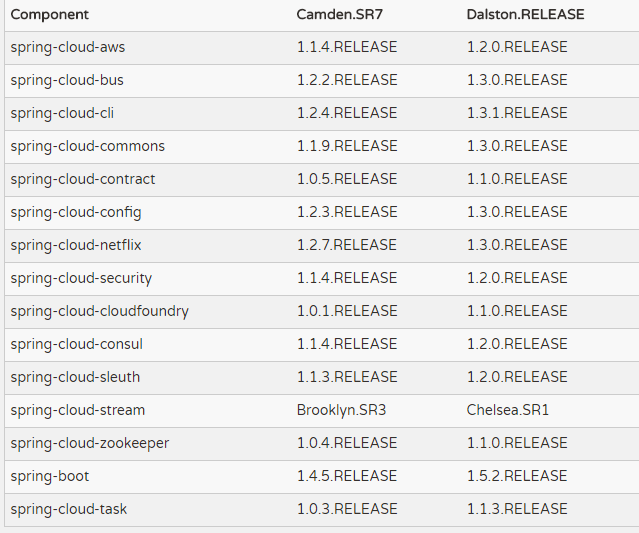 Component Camden.SR7 Dalston.RELEASE
spring-cloud-aws 1.1.4.RELEASE 1.2.0.RELEASE
spring-cloud-bus 1.2.2.RELEASE 1.3.0.RELEASE
spring-cloud-cli 1.2.4.RELEASE 1.3.1.RELEASE
spring-cloud-commons 1.1.9.RELEASE 1.3.0.RELEASE
spring-cloud-contract 1.0.5.RELEASE 1.1.0.RELEASE
spring-cloud-config 1.2.3.RELEASE 1.3.0.RELEASE
spring-cloud-netflix 1.2.7.RELEASE 1.3.0.RELEASE
spring-cloud-security 1.1.4.RELEASE 1.2.0.RELEASE
spring-cloud-cloudfoundry 1.0.1.RELEASE 1.1.0.RELEASE
spring-cloud-consul 1.1.4.RELEASE 1.2.0.RELEASE
spring-cloud-sleuth 1.1.3.RELEASE 1.2.0.RELEASE
spring-cloud-stream Brooklyn.SR3 Chelsea.SR1
spring-cloud-zookeeper 1.0.4.RELEASE 1.1.0.RELEASE
spring-boot 1.4.5.RELEASE 1.5.2.RELEASE
spring-cloud-task 1.0.3.RELEASE 1.1.3.RELEASE